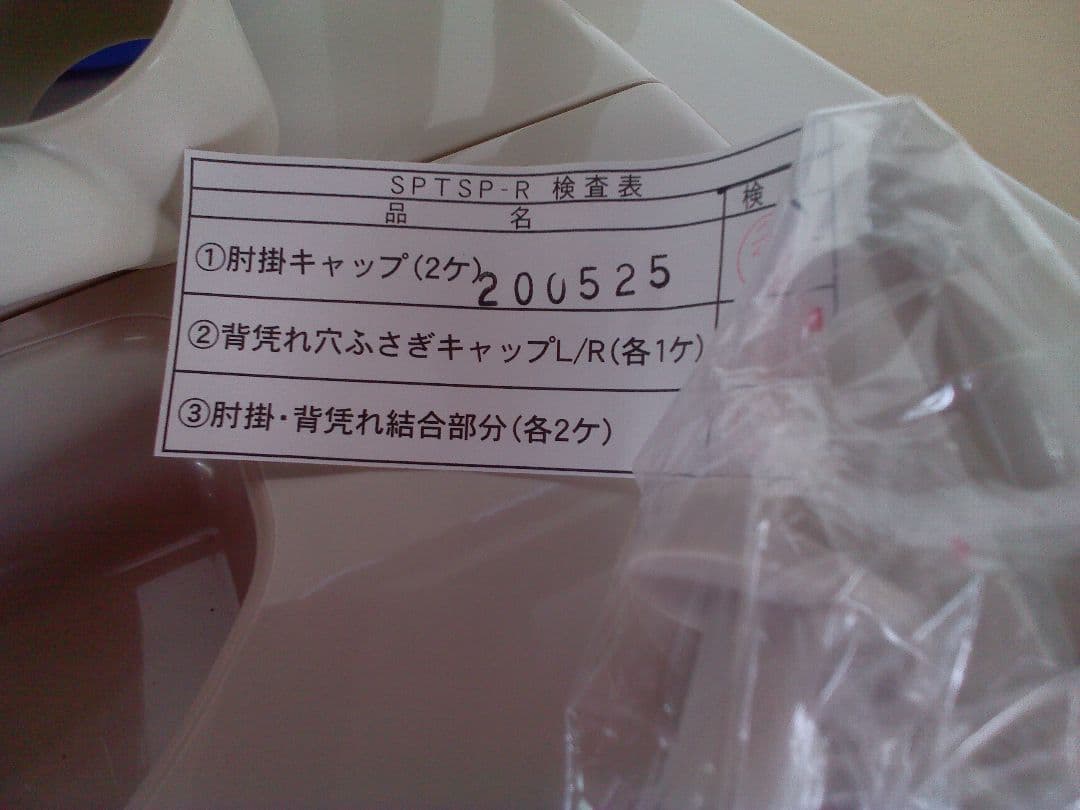 SPTSP-R 検査表
品名 検
①肘掛キャップ(2ケ)
200525
②背凭れ穴ふさぎキャップL/R(各1ケ)
③肘掛・背凭れ結合部分(各2ケ)